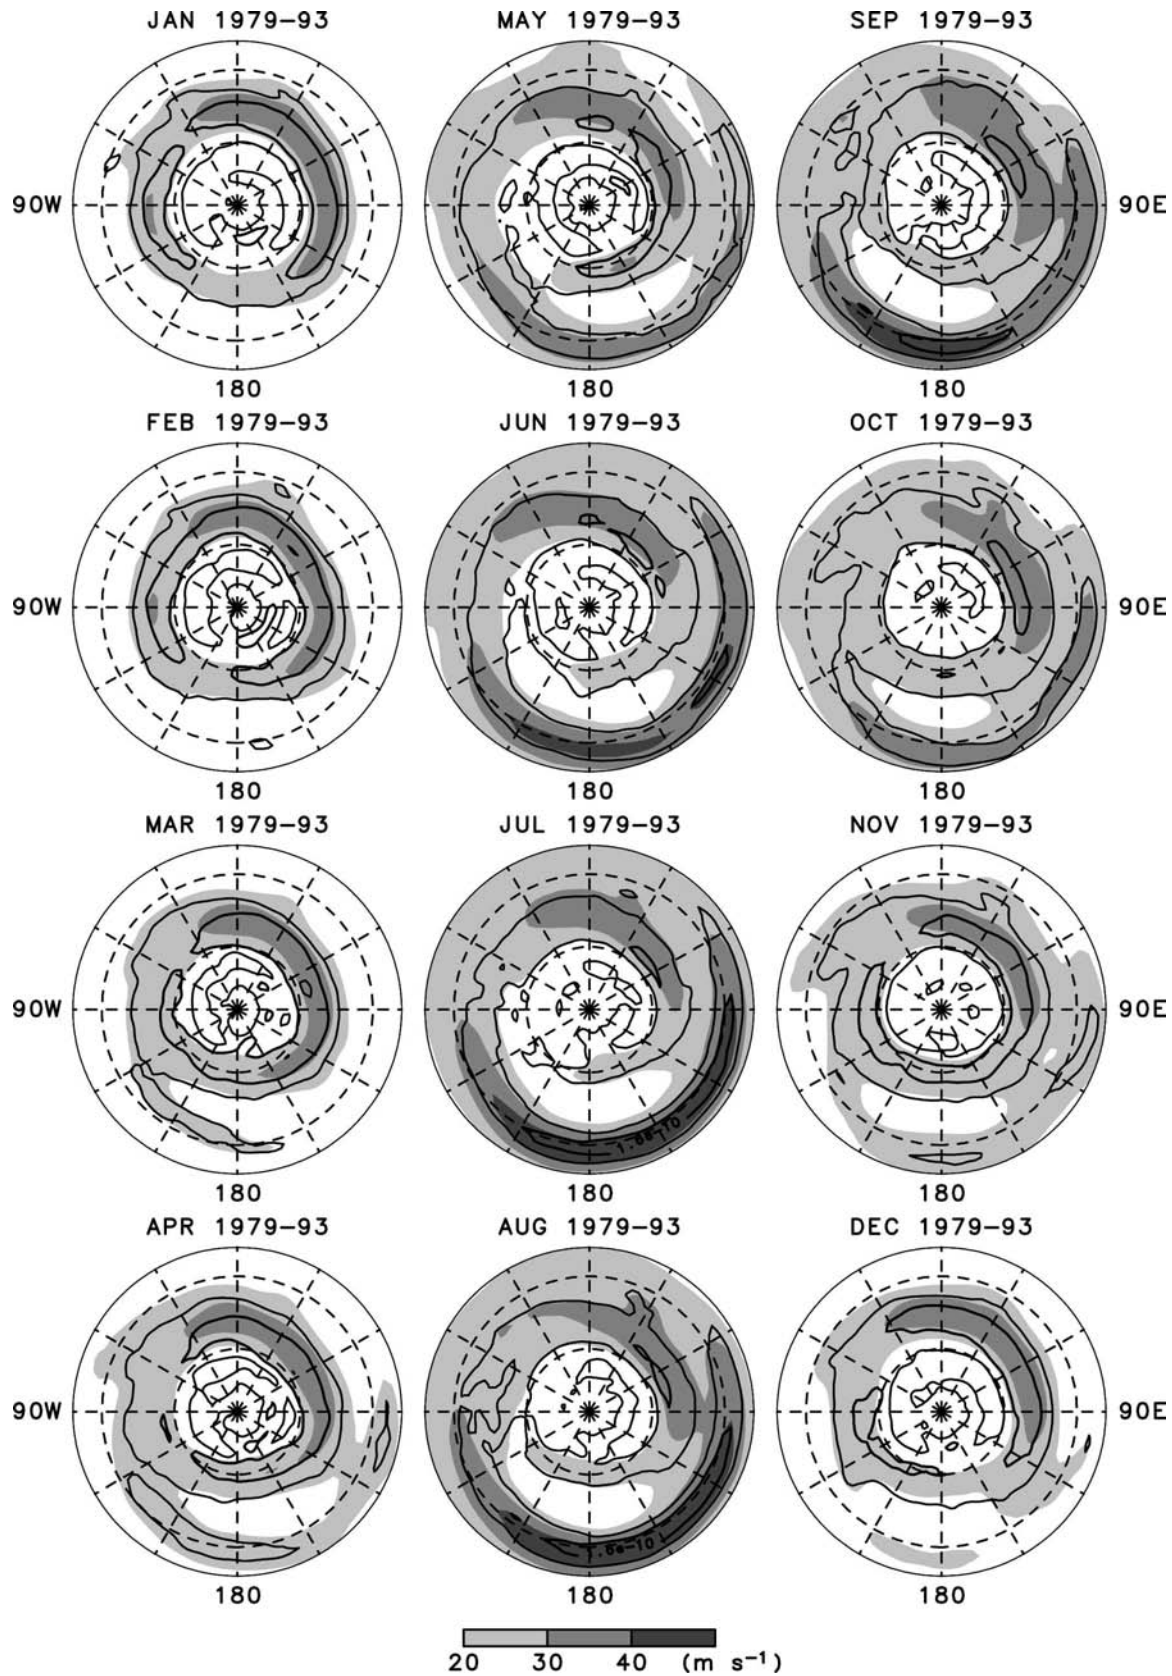 JAN 1979-93 MAY 1979-93 SEP 1979-93
90W 90E
180 180 180
FEB 1979-93 JUN 1979-93 OCT 1979-93
90W 90E
180 180 180
MAR 1979-93 JUL 1979-93 NOV 1979-93
90W 90E
180 180 180
APR 1979-93 AUG 1979-93 DEC 1979-93
90W 90E
180 180 180
20 30 40 (m s⁻¹)